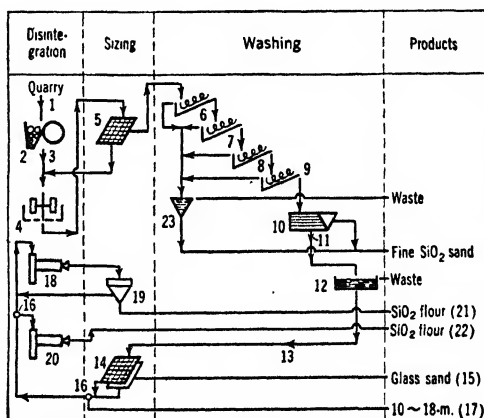 Disinte-
gration
Sizing
Washing
Products
Quarry
1
2
3
4
5
6
7
8
9
23
10
11
Waste
Fine SiO₂ sand
12
Waste
18
19
16
SiO₂ flour (21)
SiO₂ flour (22)
20
13
14
Glass sand (15)
16
10~18-m. (17)